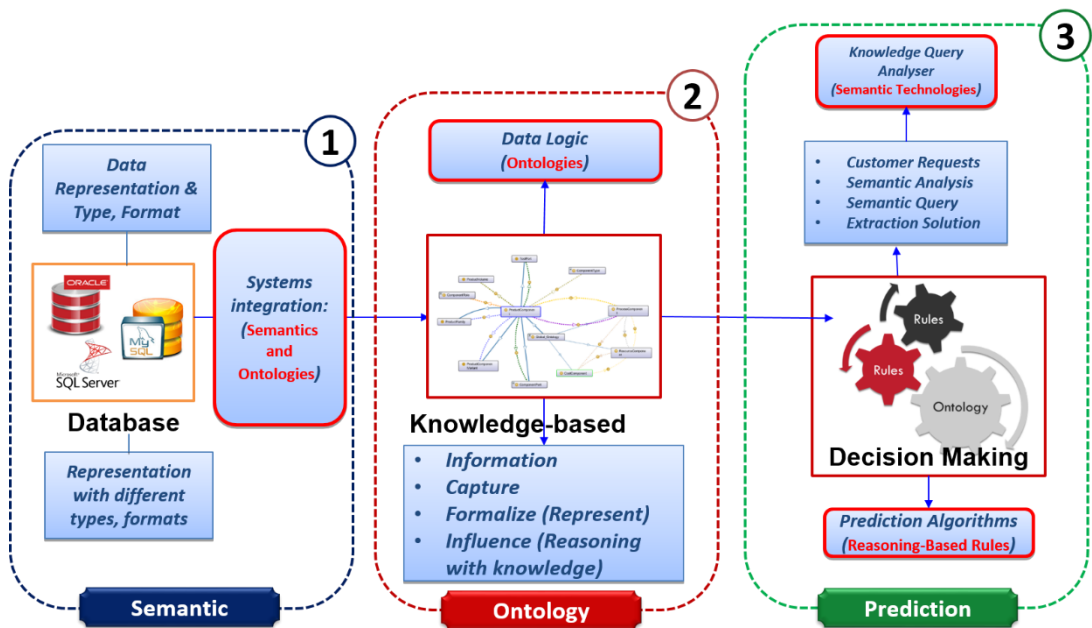 1
Data
Representation &
Type, Format
ORACLE
MySQL
Microsoft
SQL Server
Database
Representation
with different
types, formats
Systems
integration:
(Semantics
and
Ontologies)
Semantic
2
Data Logic
(Ontologies)
Knowledge-based
• Information
• Capture
• Formalize (Represent)
• Influence (Reasoning
with knowledge)
Ontology
3
Knowledge Query
Analyser
(Semantic Technologies)
• Customer Requests
• Semantic Analysis
• Semantic Query
• Extraction Solution
Rules
Rules
Ontology
Decision Making
Prediction Algorithms
(Reasoning-Based Rules)
Prediction